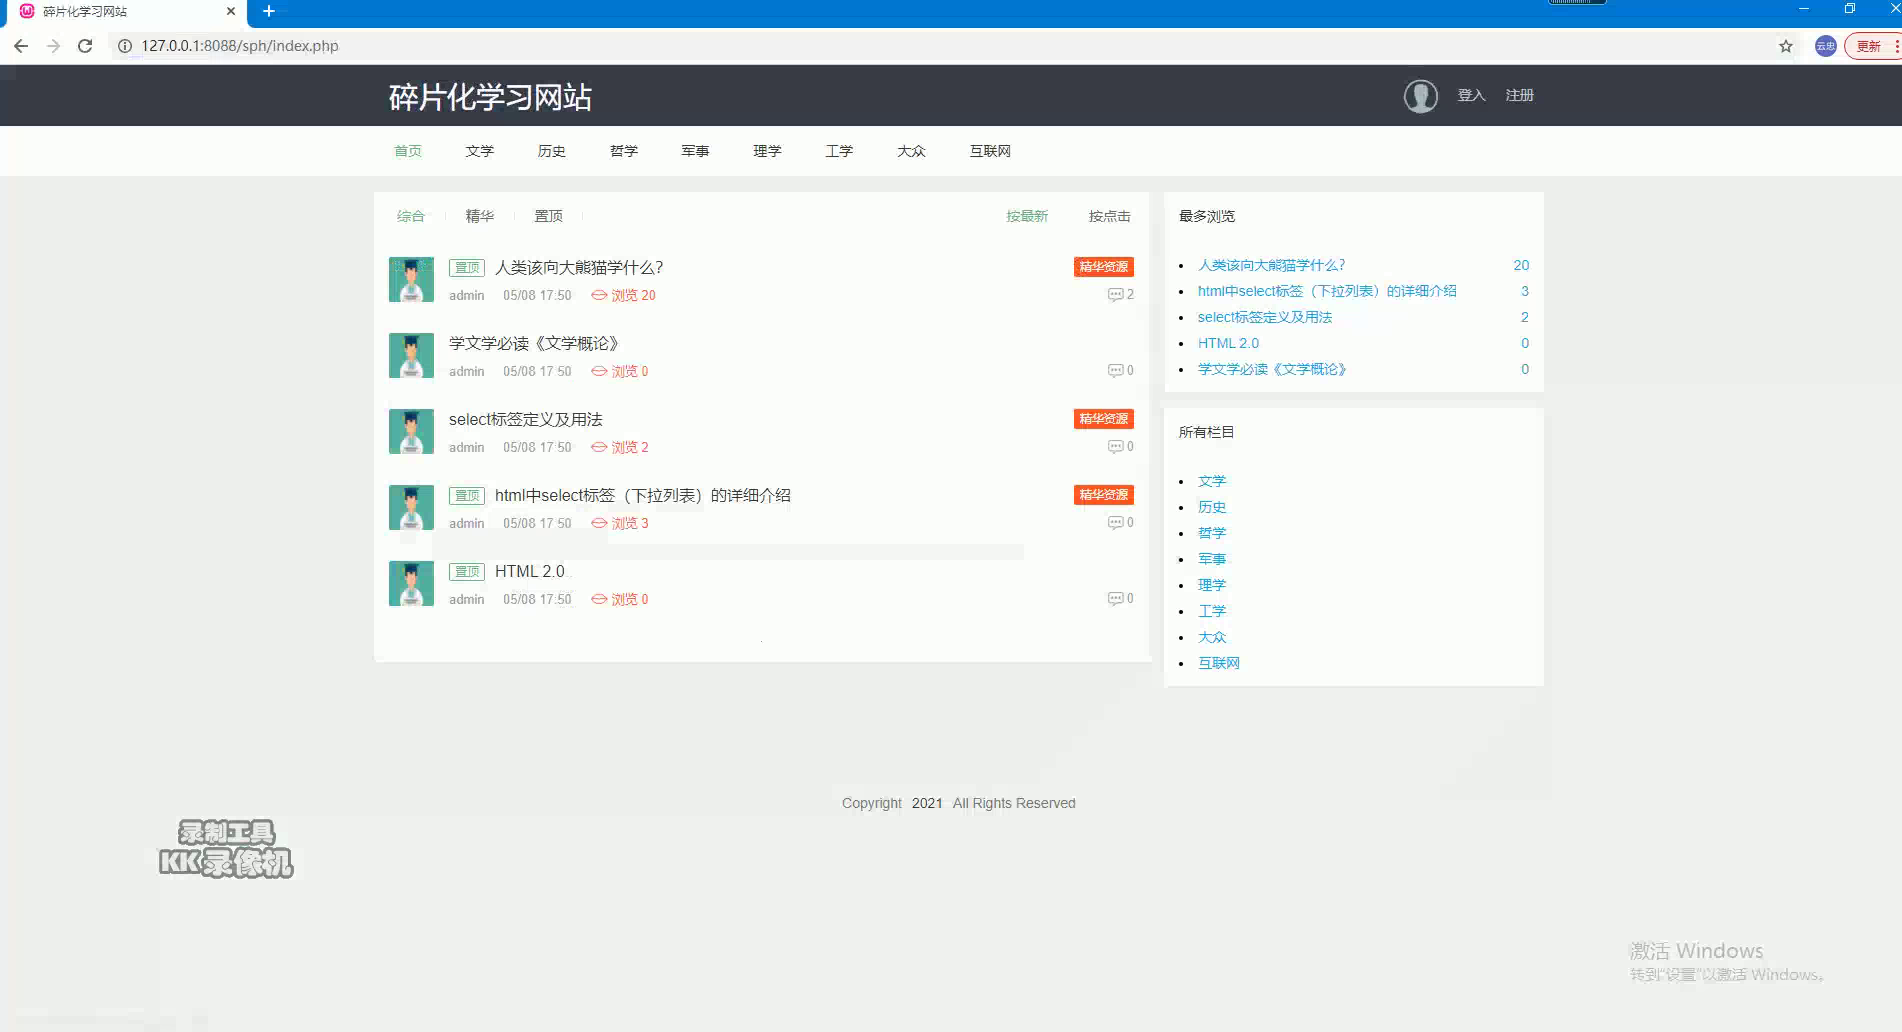 碎片化学习网站
127.0.0.1:8088/sph/index.php
云忠
更新
碎片化学习网站
登入 注册
首页 文学 历史 哲学 军事 理学 工学 大众 互联网
综合 精华 置顶 按最新 按点击
置顶 人类该向大熊猫学什么? 精华资源
admin 05/08 17:50 浏览 20 2
学文学必读《文学概论》
admin 05/08 17:50 浏览 0 0
select标签定义及用法 精华资源
admin 05/08 17:50 浏览 2 0
置顶 html中select标签（下拉列表）的详细介绍 精华资源
admin 05/08 17:50 浏览 3 0
置顶 HTML 2.0
admin 05/08 17:50 浏览 0 0
最多浏览
人类该向大熊猫学什么? 20
html中select标签（下拉列表）的详细介绍 3
select标签定义及用法 2
HTML 2.0 0
学文学必读《文学概论》 0
所有栏目
文学
历史
哲学
军事
理学
工学
大众
互联网
Copyright 2021 All Rights Reserved
录制工具
KK录像机
激活 Windows
转到“设置”以激活 Windows。